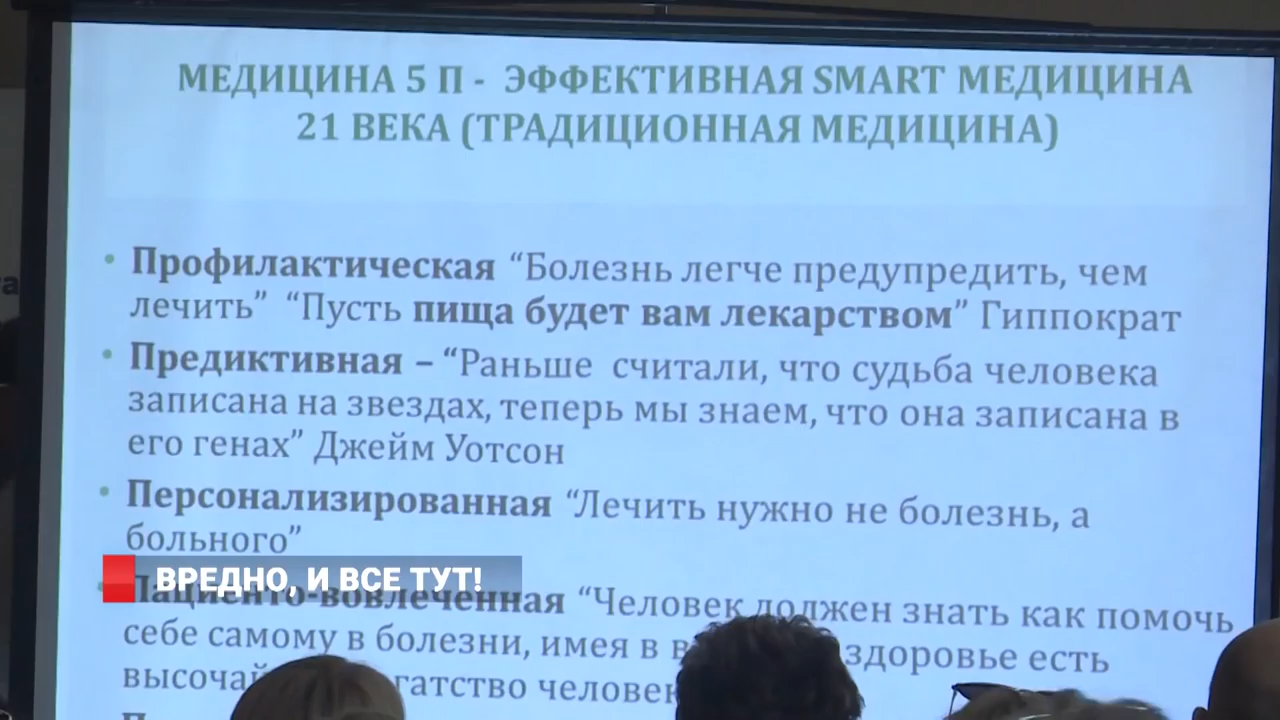 МЕДИЦИНА 5 П - ЭФФЕКТИВНАЯ SMART МЕДИЦИНА
21 ВЕКА (ТРАДИЦИОННАЯ МЕДИЦИНА)
• Профилактическая “Болезнь легче предупредить, чем
лечить” “Пусть пища будет вам лекарством” Гиппократ
• Предиктивная – “Раньше считали, что судьба человека
записана на звездах, теперь мы знаем, что она записана в
его генах” Джейм Уотсон
• Персонализированная “Лечить нужно не болезнь, а
больного”
ВРЕДНО, И ВСЕ ТУТ!
Пациенто-вовлеченная “Человек должен знать как помочь
себе самому в болезни, имея в здоровье есть